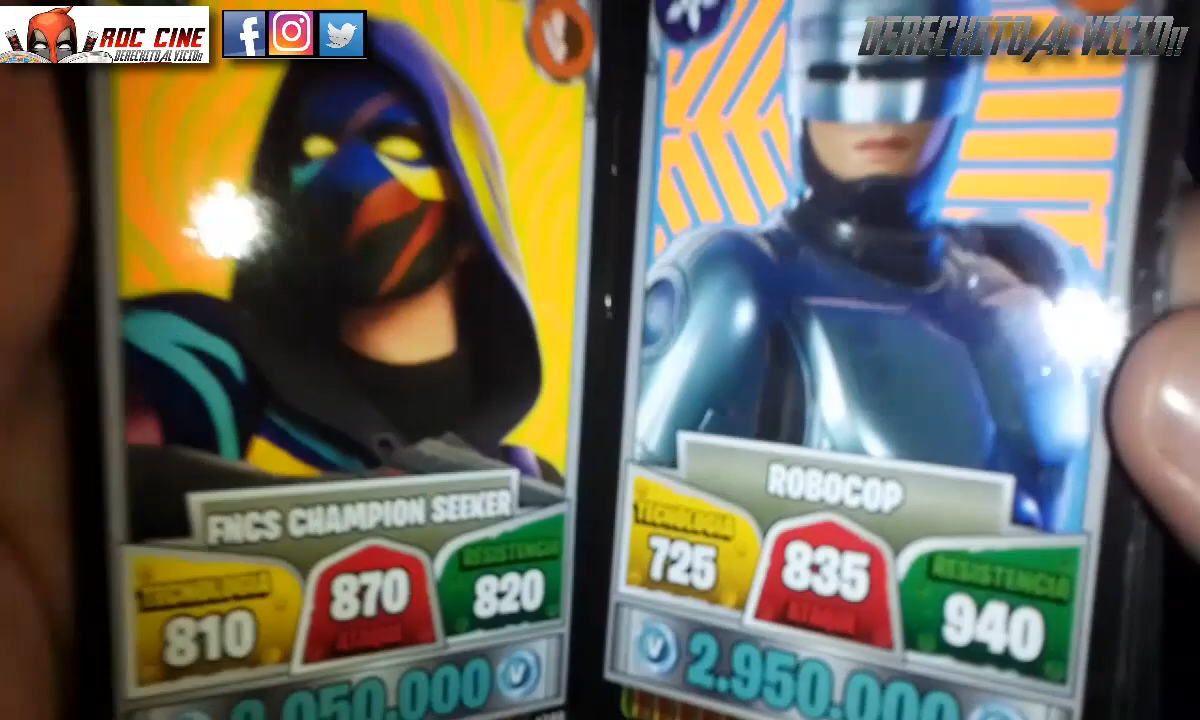 RDC CINE
DERECHITO AL VICIO!!
DERECHITO AL VICIO!!
FNCS CHAMPION SEEKER
TECNOLOGIA
810
870
ATAQUE
RESISTENCIA
820
ROBOCOP
TECNOLOGIA
725
835
ATAQUE
RESISTENCIA
940
V
2.950.000